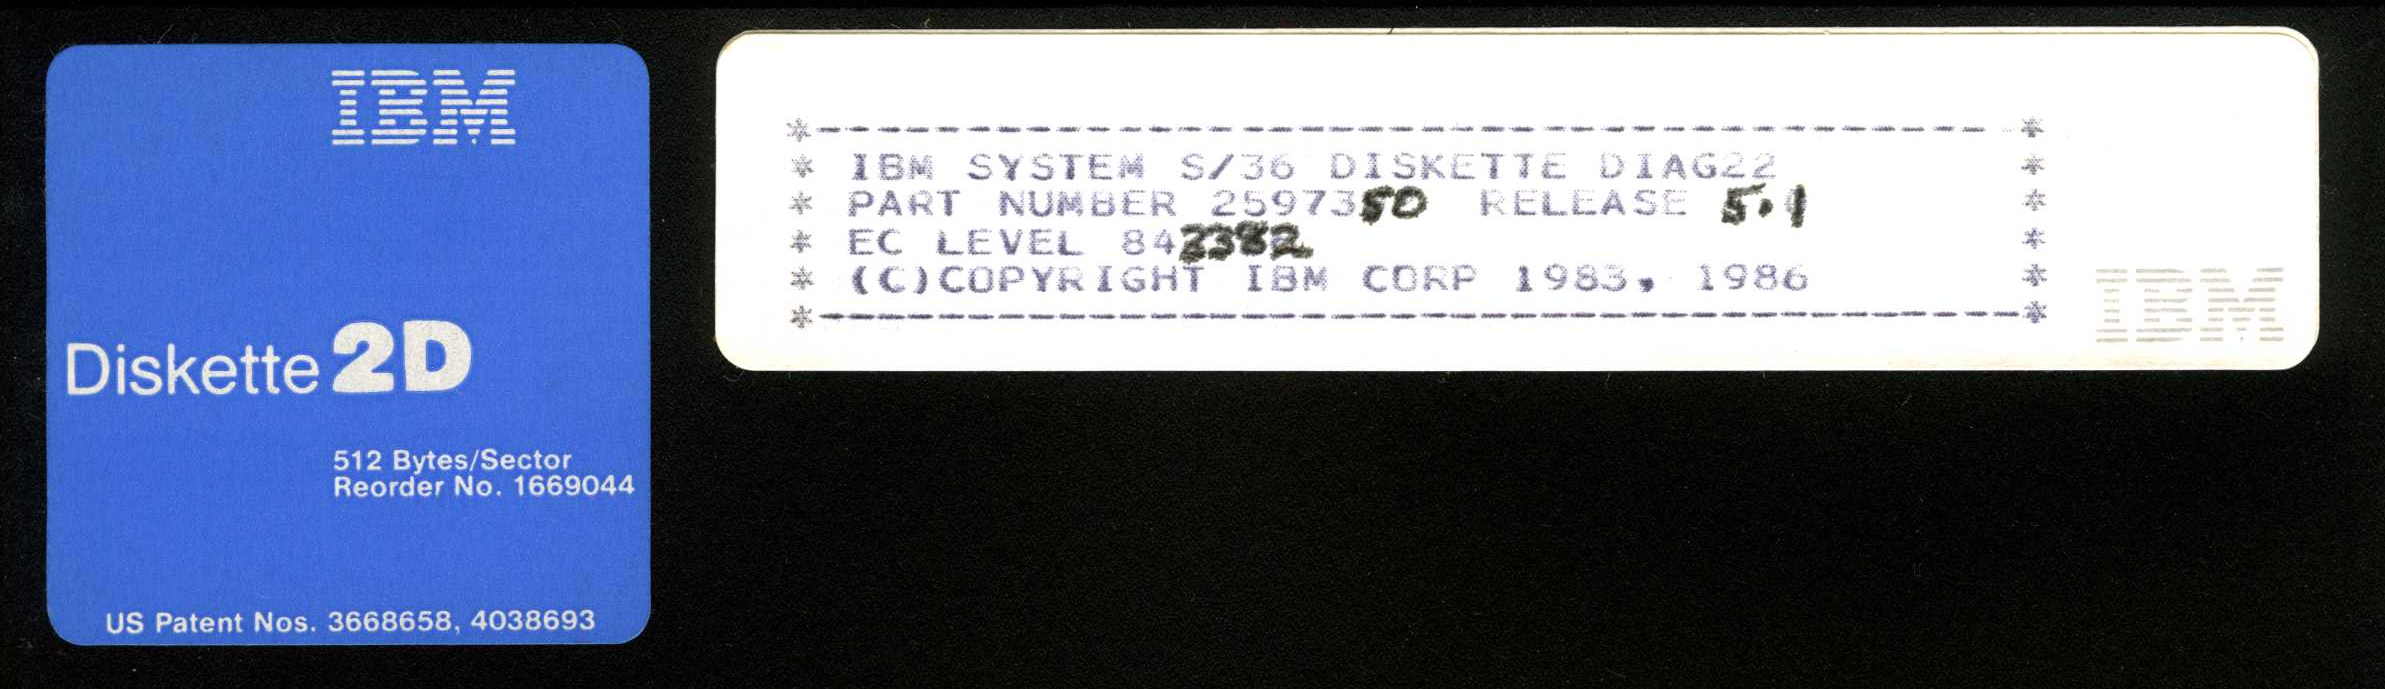 IBM
Diskette 2D
512 Bytes/Sector
Reorder No. 1669044
US Patent Nos. 3668658, 4038693
*--------------------------------*
* IBM SYSTEM S/36 DISKETTE DIAG22 *
* PART NUMBER 2597350 RELEASE 5.1 *
* EC LEVEL 842382 *
* (C)COPYRIGHT IBM CORP 1983, 1986 *
*--------------------------------*
IBM